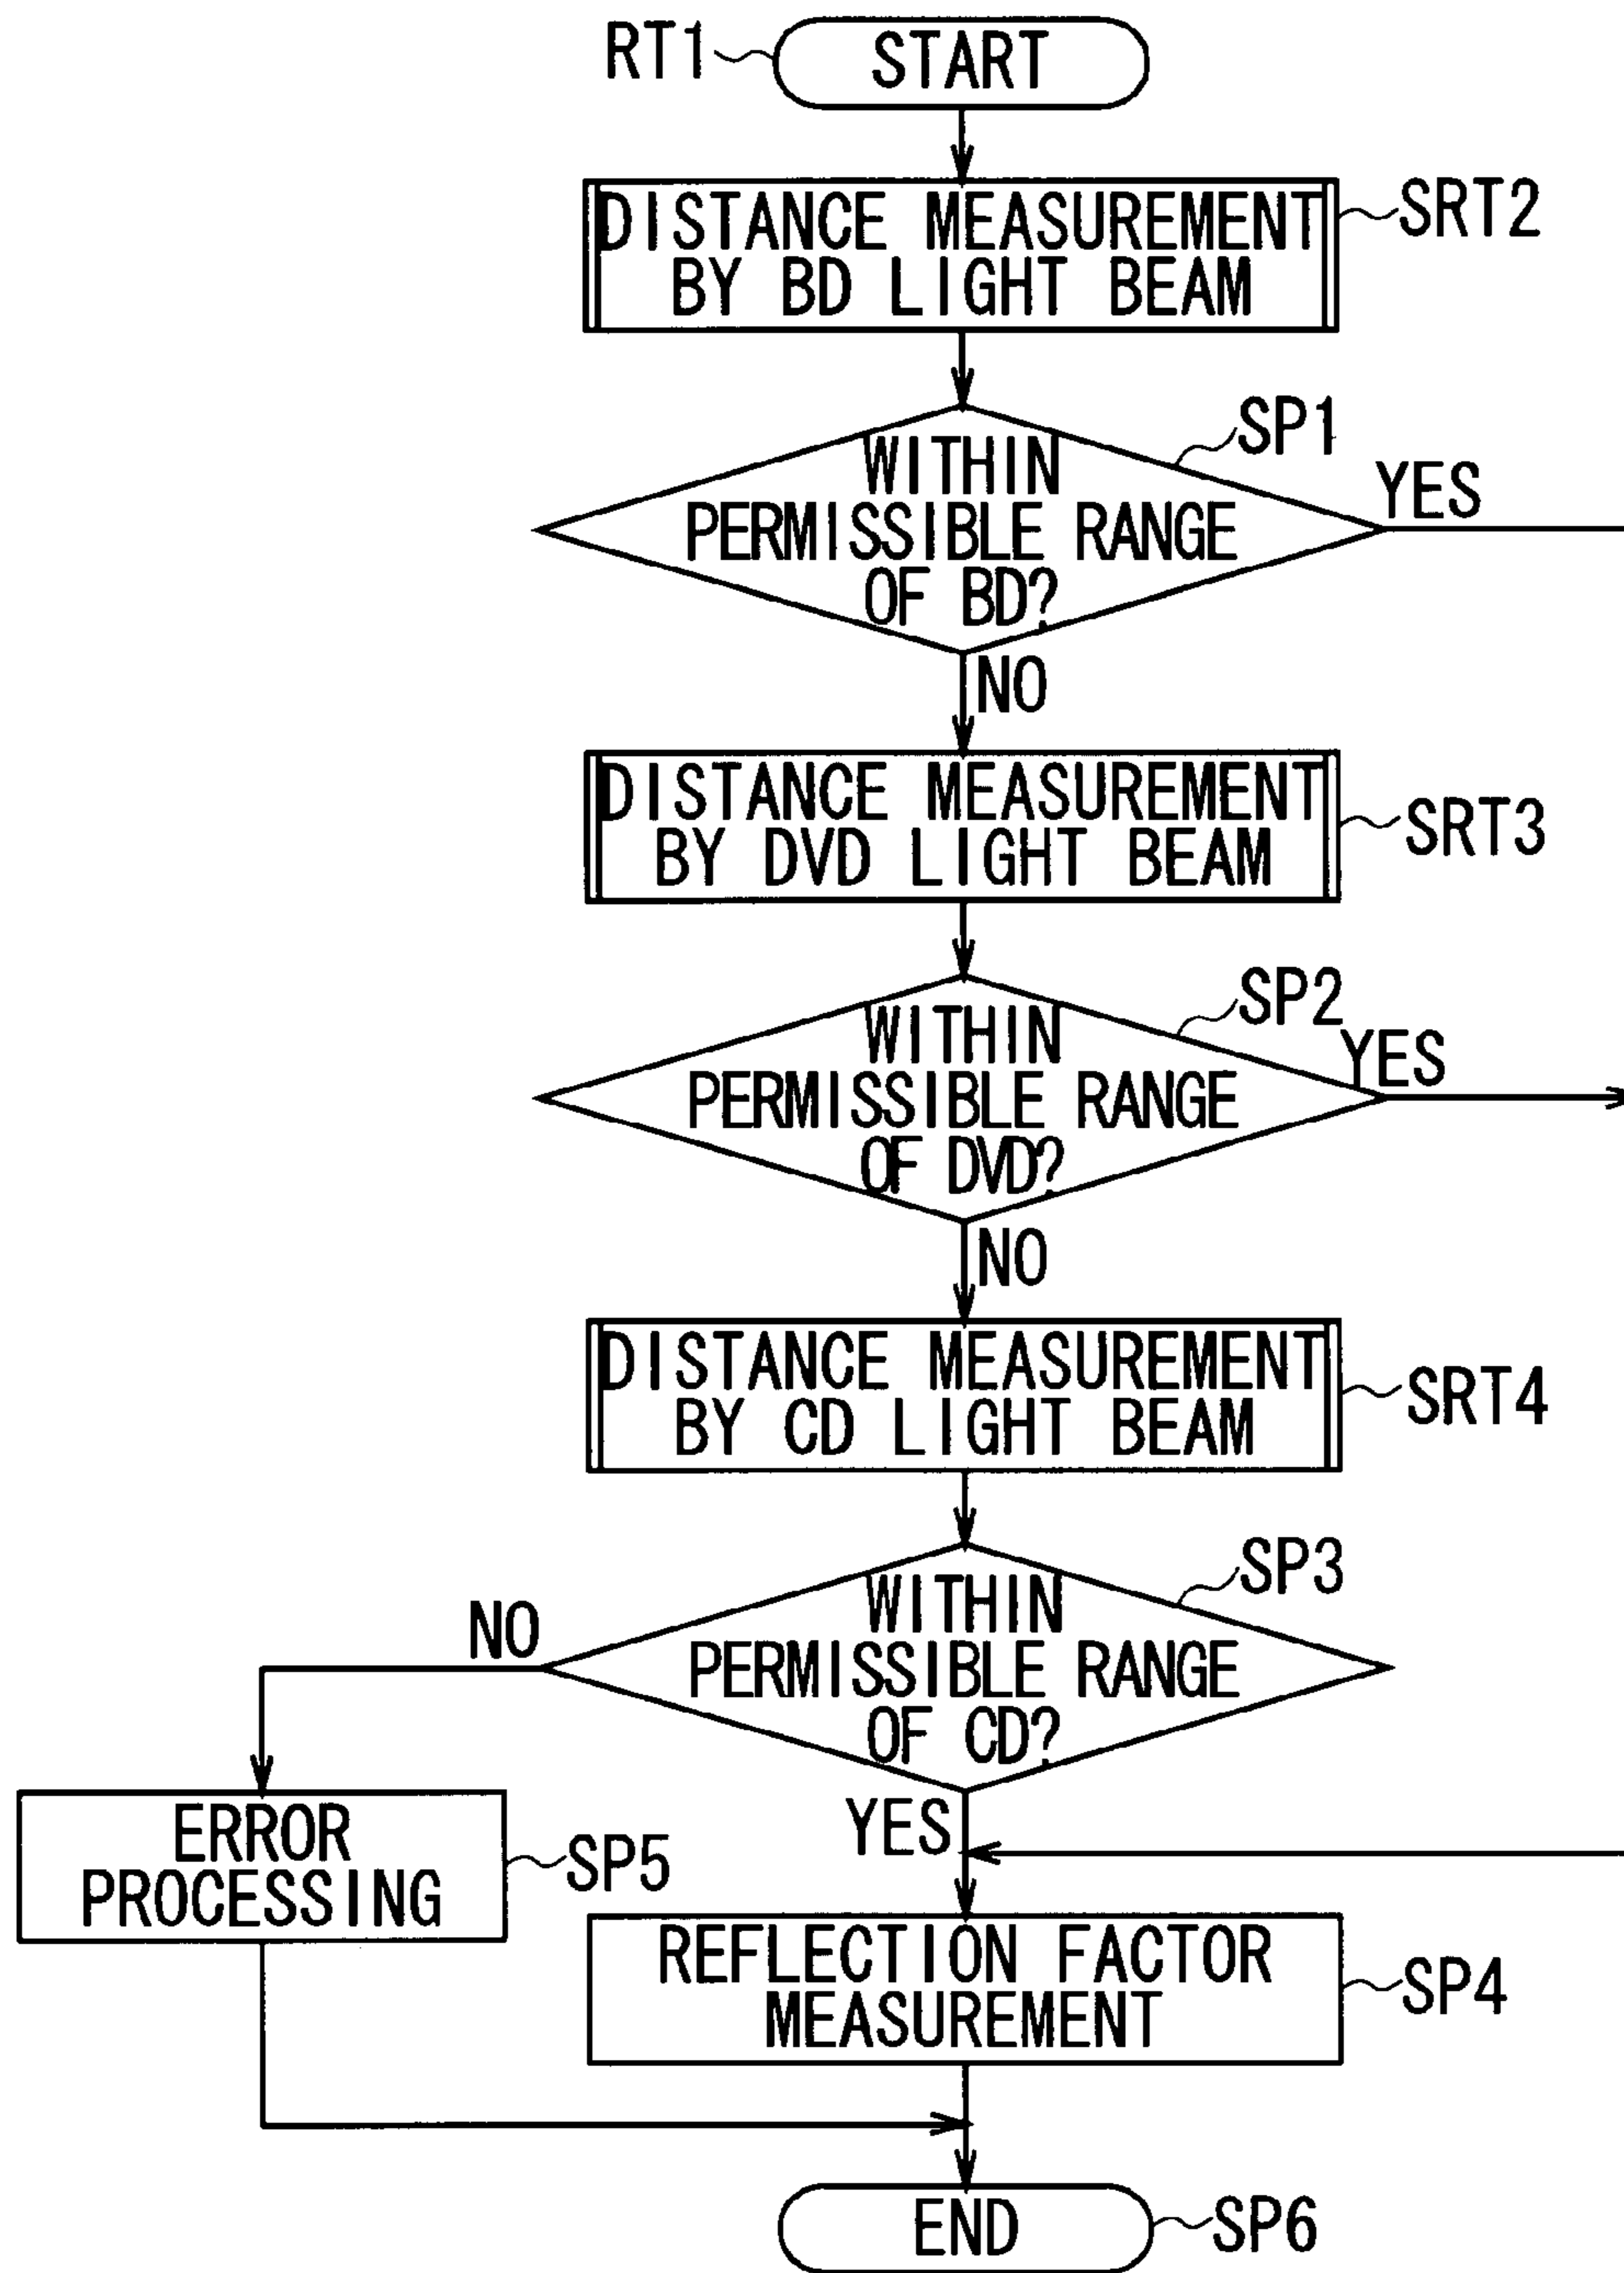 RT1
START
DISTANCE MEASUREMENT
BY BD LIGHT BEAM
SRT2
SP1
WITHIN
PERMISSIBLE RANGE
OF BD?
YES
NO
DISTANCE MEASUREMENT
BY DVD LIGHT BEAM
SRT3
SP2
WITHIN
PERMISSIBLE RANGE
OF DVD?
YES
NO
DISTANCE MEASUREMENT
BY CD LIGHT BEAM
SRT4
SP3
WITHIN
PERMISSIBLE RANGE
OF CD?
NO
YES
ERROR
PROCESSING
SP5
REFLECTION FACTOR
MEASUREMENT
SP4
END
SP6